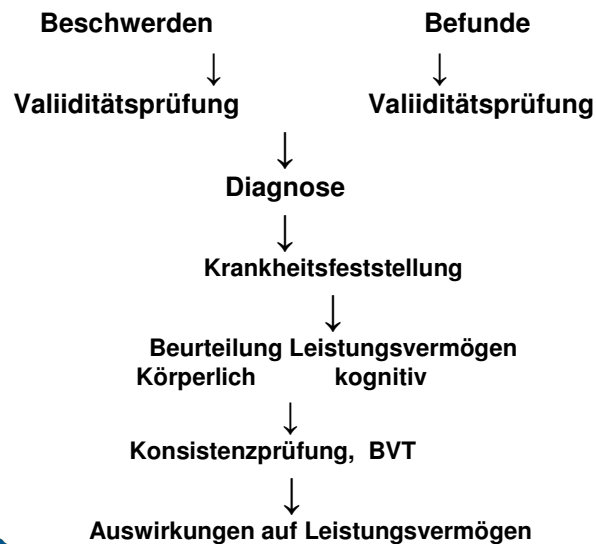 Beschwerden Befunde
↓ ↓
Valiiditätsprüfung Valiiditätsprüfung
↓
Diagnose
↓
Krankheitsfeststellung
↓
Beurteilung Leistungsvermögen
Körperlich kognitiv
↓
Konsistenzprüfung, BVT
↓
Auswirkungen auf Leistungsvermögen